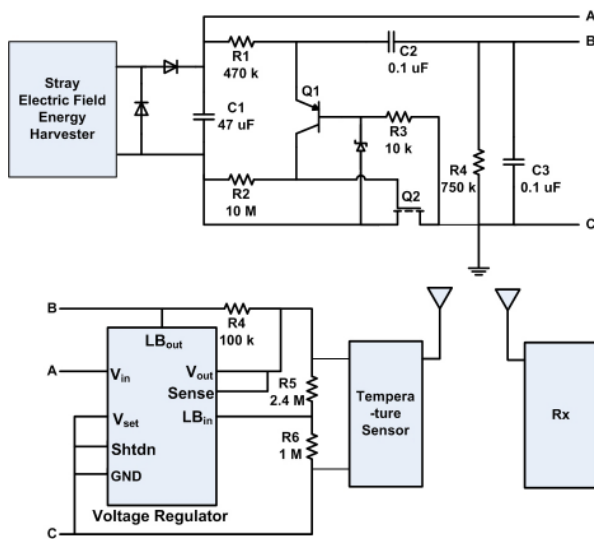 A
B
Stray
Electric Field
Energy
Harvester
R1
470 k
C2
0.1 uF
Q1
C1
47 uF
R3
10 k
R4
750 k
C3
0.1 uF
R2
10 M
Q2
C
B
R4
100 k
LBout
A
Vin
Vout
Sense
R5
2.4 M
Tempera
-ture
Sensor
Rx
Vset
LBin
R6
1 M
Shtdn
GND
Voltage Regulator
C